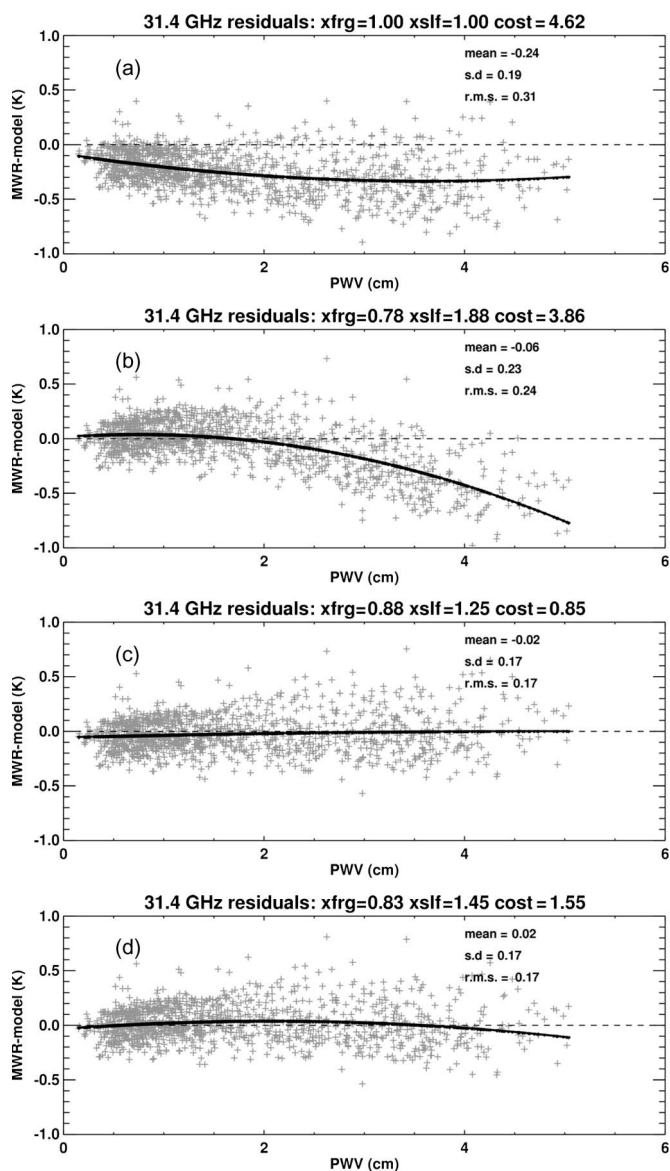 31.4 GHz residuals: xfrg=1.00 xslf=1.00 cost=4.62
(a)
mean = -0.24
s.d = 0.19
r.m.s. = 0.31
MWR-model (K)
1.0
0.5
0.0
-0.5
-1.0
0 2 4 6
PWV (cm)
31.4 GHz residuals: xfrg=0.78 xslf=1.88 cost=3.86
(b)
mean = -0.06
s.d = 0.23
r.m.s. = 0.24
MWR-model (K)
1.0
0.5
0.0
-0.5
-1.0
0 2 4 6
PWV (cm)
31.4 GHz residuals: xfrg=0.88 xslf=1.25 cost=0.85
(c)
mean = -0.02
s.d = 0.17
r.m.s. = 0.17
MWR-model (K)
1.0
0.5
0.0
-0.5
-1.0
0 2 4 6
PWV (cm)
31.4 GHz residuals: xfrg=0.83 xslf=1.45 cost=1.55
(d)
mean = 0.02
s.d = 0.17
r.m.s. = 0.17
MWR-model (K)
1.0
0.5
0.0
-0.5
-1.0
0 2 4 6
PWV (cm)